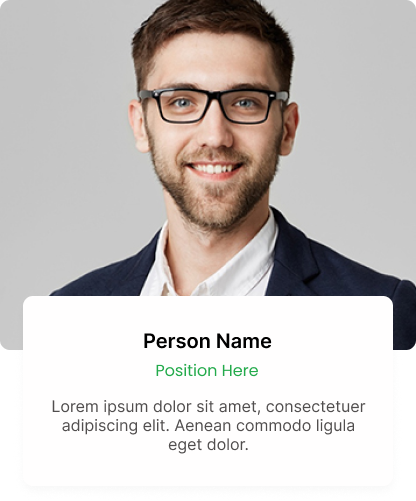 Person Name
Position Here
Lorem ipsum dolor sit amet, consectetuer
adipiscing elit. Aenean commodo ligula
eget dolor.